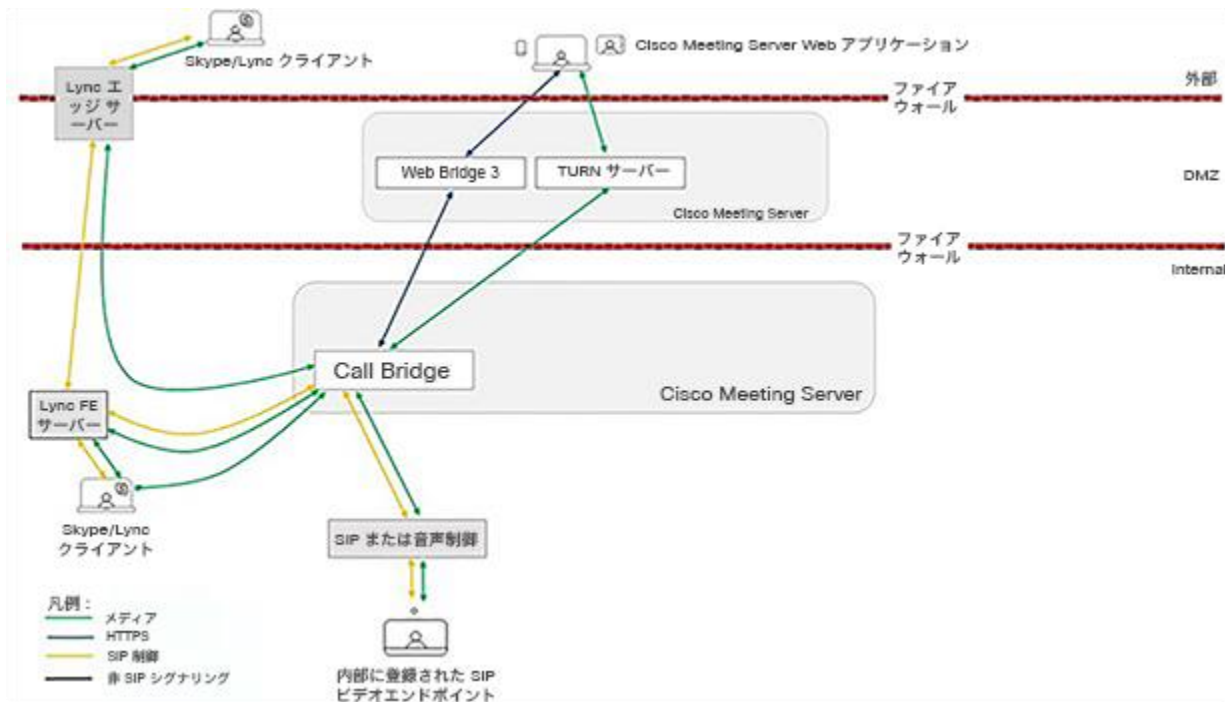 Cisco Meeting Server Web アプリケーション
Skype/Lync クライアント
外部
Lync エ
ッジ サ
ーバー
ファイア
ウォール
Web Bridge 3
TURN サーバー
DMZ
Cisco Meeting Server
ファイア
ウォール
Internal
Call Bridge
Cisco Meeting Server
Lync FE
サーバー
Skype/Lync
クライアント
SIP または音声制御
凡例：
メディア
HTTPS
SIP 制御
非 SIP シグナリング
内部に登録された SIP
ビデオエンドポイント